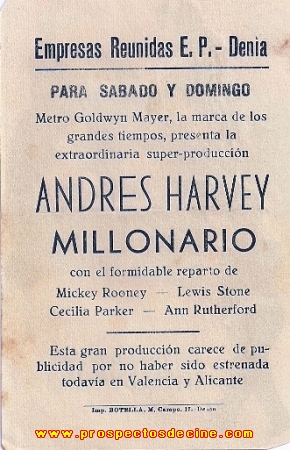 Empresas Reunidas E. P. - Denia
PARA SABADO Y DOMINGO
Metro Goldwyn Mayer, la marca de los
grandes tiempos, presenta la
extraordinaria super-producción
ANDRES HARVEY
MILLONARIO
con el formidable reparto de
Mickey Rooney — Lewis Stone
Cecilia Parker — Ann Rutherford
Esta gran producción carece de pu-
blicidad por no haber sido estrenada
todavía en Valencia y Alicante
Imp. BOTELLA, M. Campo, 17.- Denia
www.prospectosdecine.com